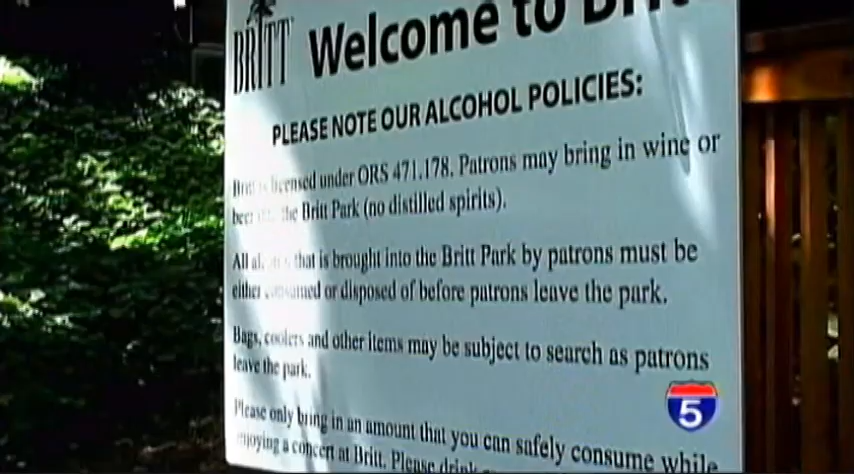 BRITT Welcome to Britt
PLEASE NOTE OUR ALCOHOL POLICIES:
Britt is licensed under ORS 471.178. Patrons may bring in wine or
beer the Britt Park (no distilled spirits).
All that is brought into the Britt Park by patrons must be
either consumed or disposed of before patrons leave the park.
Bags, coolers and other items may be subject to search as patrons
leave the park.
Please only bring in an amount that you can safely consume while
enjoying a concert at Britt. Please drink
5